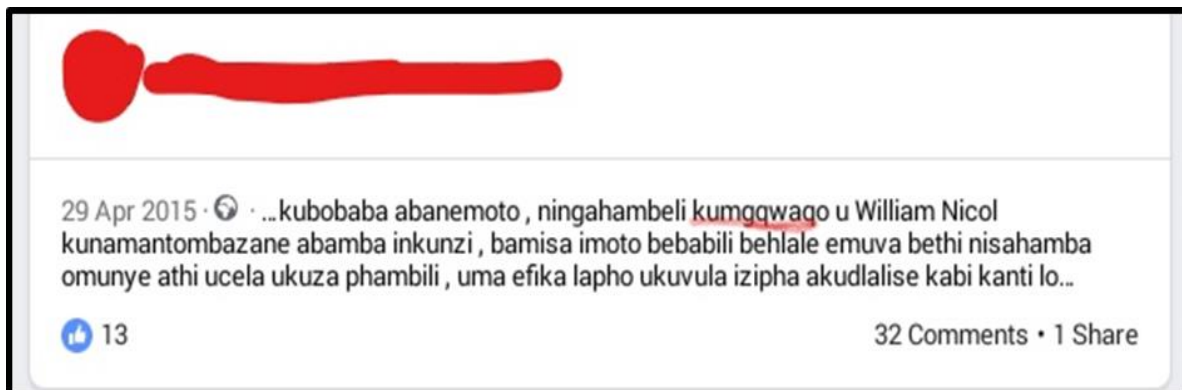 29 Apr 2015 · · ...kubobaba abanemoto , ningahambeli kumgqwaqo u William Nicol
kunamantombazane abamba inkunzi , bamisa imoto bebabili behlale emuva bethi nisahamba
omunye athi ucela ukuza phambili , uma efika lapho ukuvula izipha akudlalise kabi kanti lo...
13
32 Comments • 1 Share